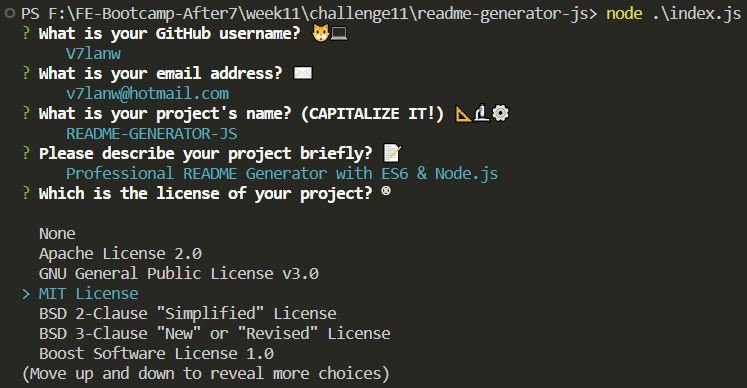 PS F:\FE-Bootcamp-After7\week11\challenge11\readme-generator-js> node .\index.js
? What is your GitHub username? 🐱💻
V7lanw
? What is your email address? ✉️
v7lanw@hotmail.com
? What is your project's name? (CAPITALIZE IT!) 📐🔬⚙️
README-GENERATOR-JS
? Please describe your project briefly? 📝
Professional README Generator with ES6 & Node.js
? Which is the license of your project? ®
None
Apache License 2.0
GNU General Public License v3.0
> MIT License
BSD 2-Clause "Simplified" License
BSD 3-Clause "New" or "Revised" License
Boost Software License 1.0
(Move up and down to reveal more choices)